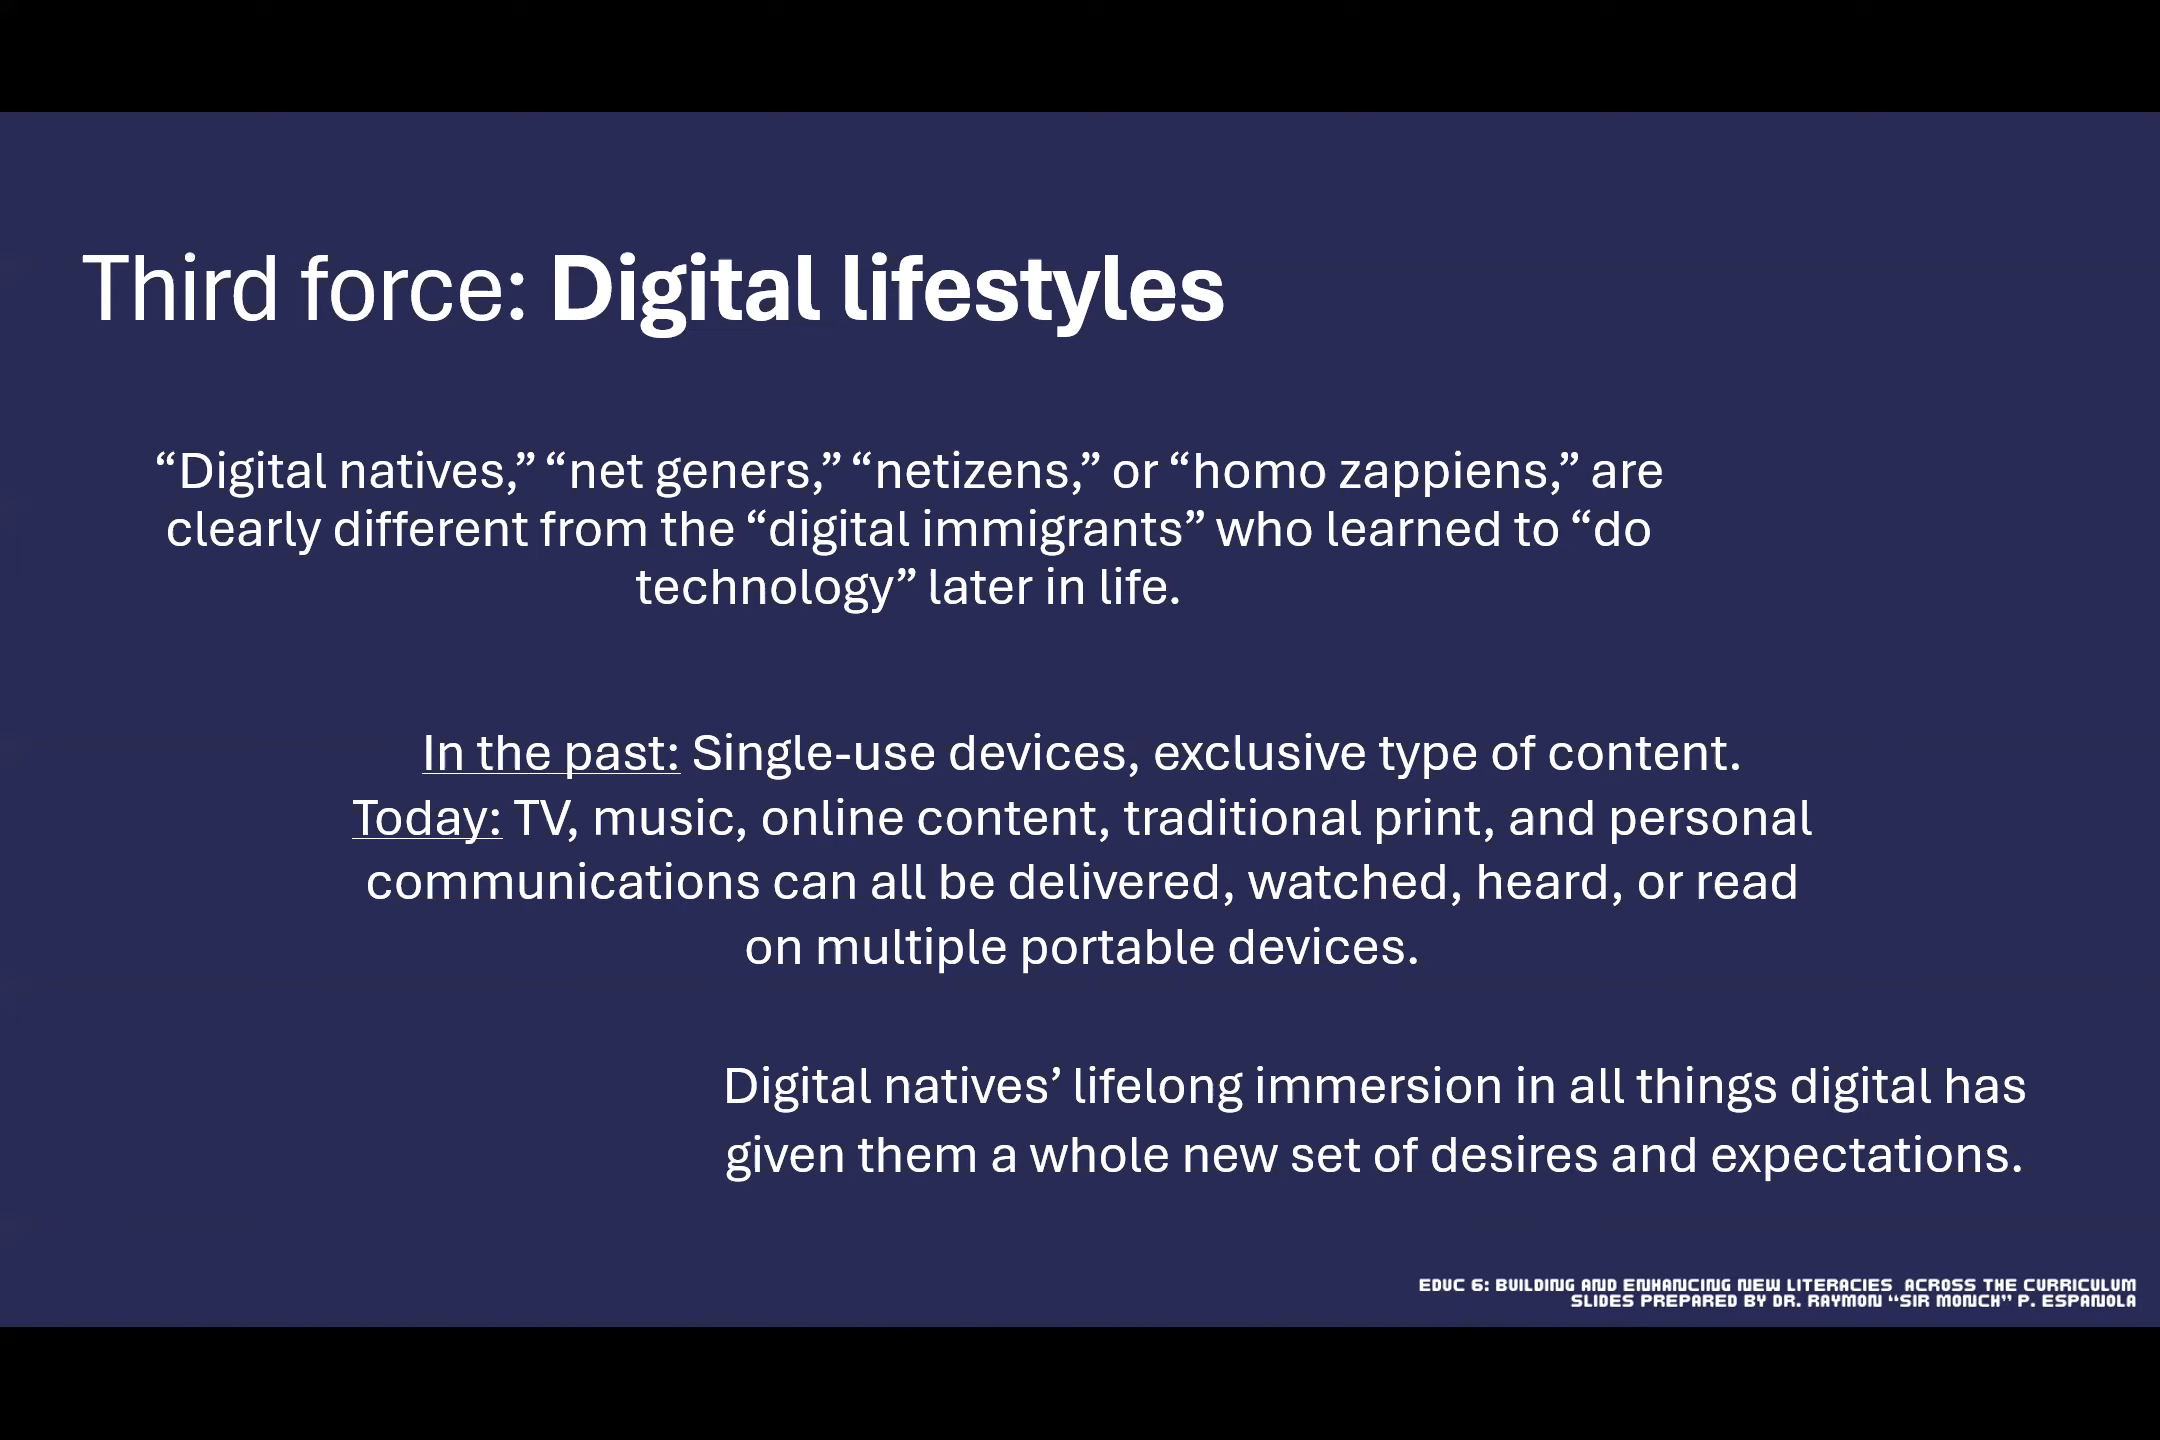 Third force: Digital lifestyles
“Digital natives,” “net geners,” “netizens,” or “homo zappiens,” are
clearly different from the “digital immigrants” who learned to “do
technology” later in life.
In the past: Single-use devices, exclusive type of content.
Today: TV, music, online content, traditional print, and personal
communications can all be delivered, watched, heard, or read
on multiple portable devices.
Digital natives’ lifelong immersion in all things digital has
given them a whole new set of desires and expectations.
EDUC 6: BUILDING AND ENHANCING NEW LITERACIES ACROSS THE CURRICULUM
SLIDES PREPARED BY DR. RAYMON “SIR MONCH” P. ESPANOLA